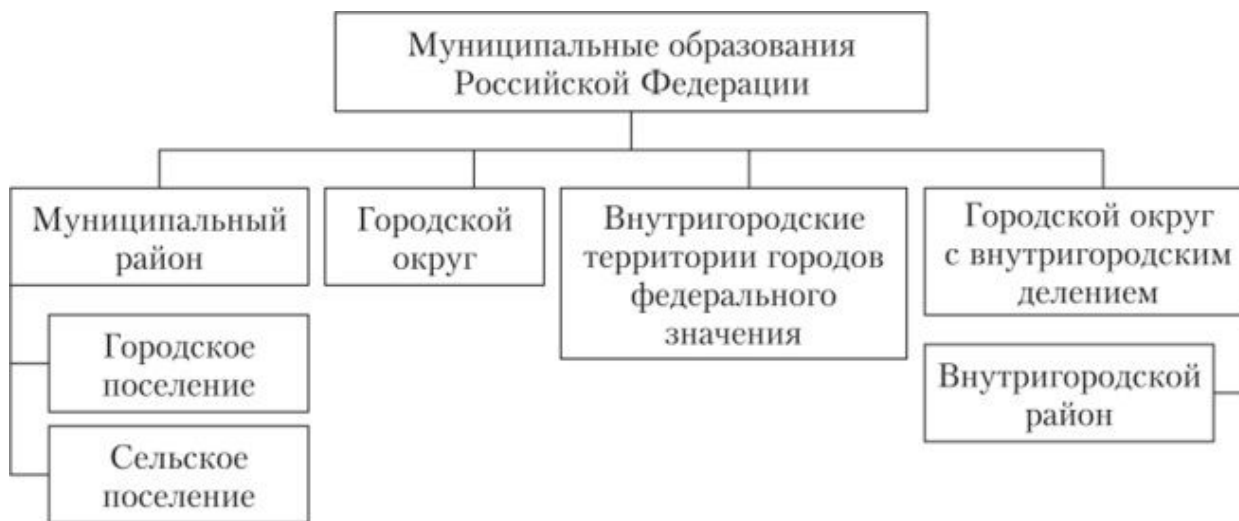 Муниципальные образования
Российской Федерации
Муниципальный
район
Городской
округ
Внутригородские
территории городов
федерального
значения
Городской округ
с внутригородским
делением
Городское
поселение
Сельское
поселение
Внутригородской
район